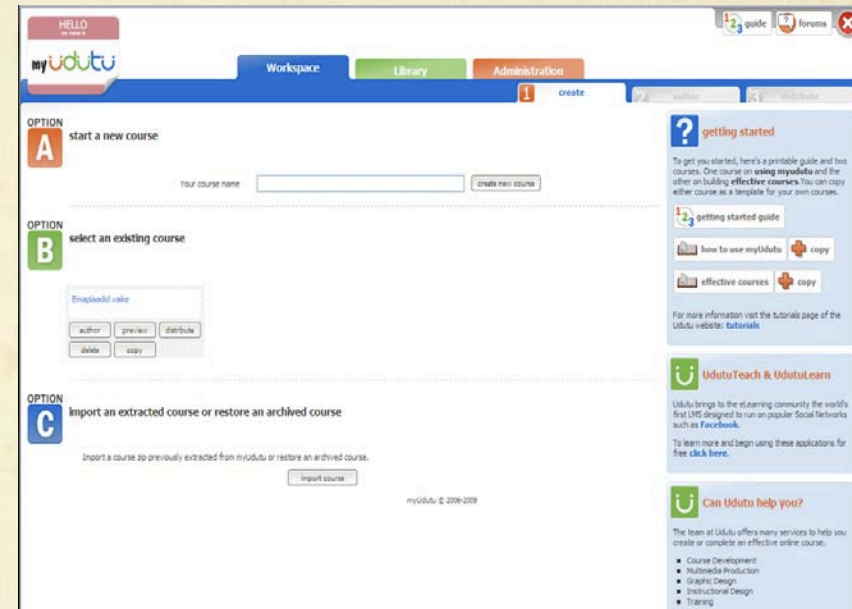 HELLO
my name is
myUdutu
guide
forums
Workspace
Library
Administration
1 create
2 author
3 distribute
OPTION
A
start a new course
Your course name
create new course
OPTION
B
select an existing course
Emaplaadd vake
author
preview
distribute
delete
copy
OPTION
C
import an extracted course or restore an archived course
Import a course zip previously extracted from myUdutu or restore an archived course.
import course
myUdutu © 2006-2009
?
getting started
To get you started, here's a printable guide and two
courses. One course on using myudutu and the
other on building effective courses. You can copy
either course as a template for your own courses.
123 getting started guide
how to use myUdutu
copy
effective courses
copy
For more information visit the tutorials page of the
Udutu website: tutorials
UdutuTeach & UdutuLearn
Udutu brings to the eLearning community the world's
first LMS designed to run on popular Social Networks
such as Facebook.
To learn more and begin using these applications for
free click here.
Can Udutu help you?
The team at Udutu offers many services to help you
create or complete an effective online course.
Course Development
Multimedia Production
Graphic Design
Instructional Design
Training